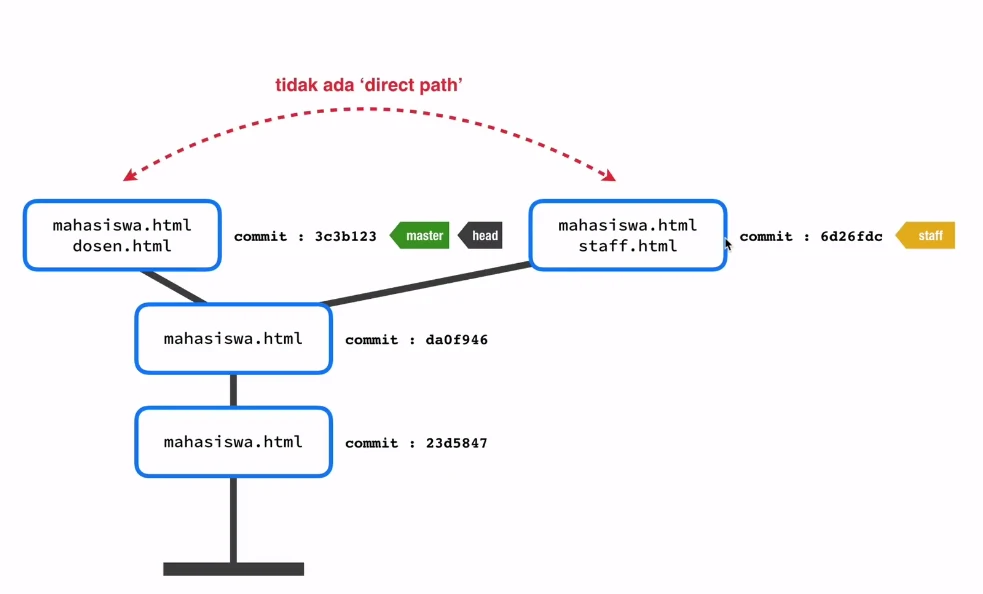 tidak ada ‘direct path’
mahasiswa.html
dosen.html
commit : 3c3b123
master
head
mahasiswa.html
staff.html
commit : 6d26fdc
staff
mahasiswa.html
commit : da0f946
mahasiswa.html
commit : 23d5847